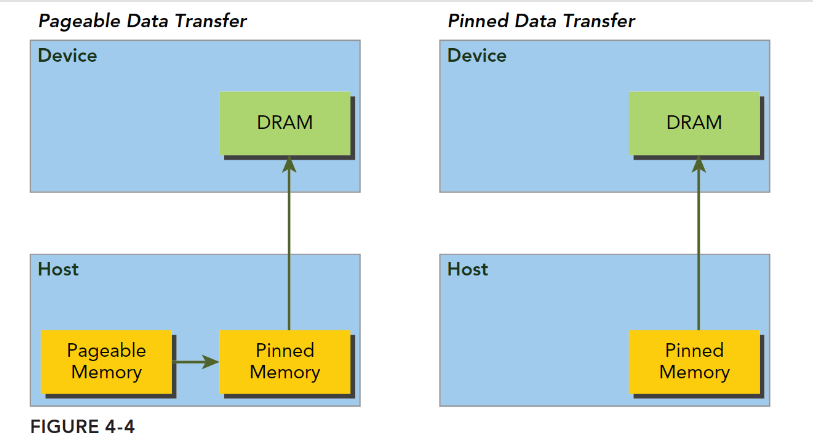 Pageable Data Transfer
Device
DRAM
Host
Pageable
Memory
Pinned
Memory
Pinned Data Transfer
Device
DRAM
Host
Pinned
Memory
FIGURE 4-4